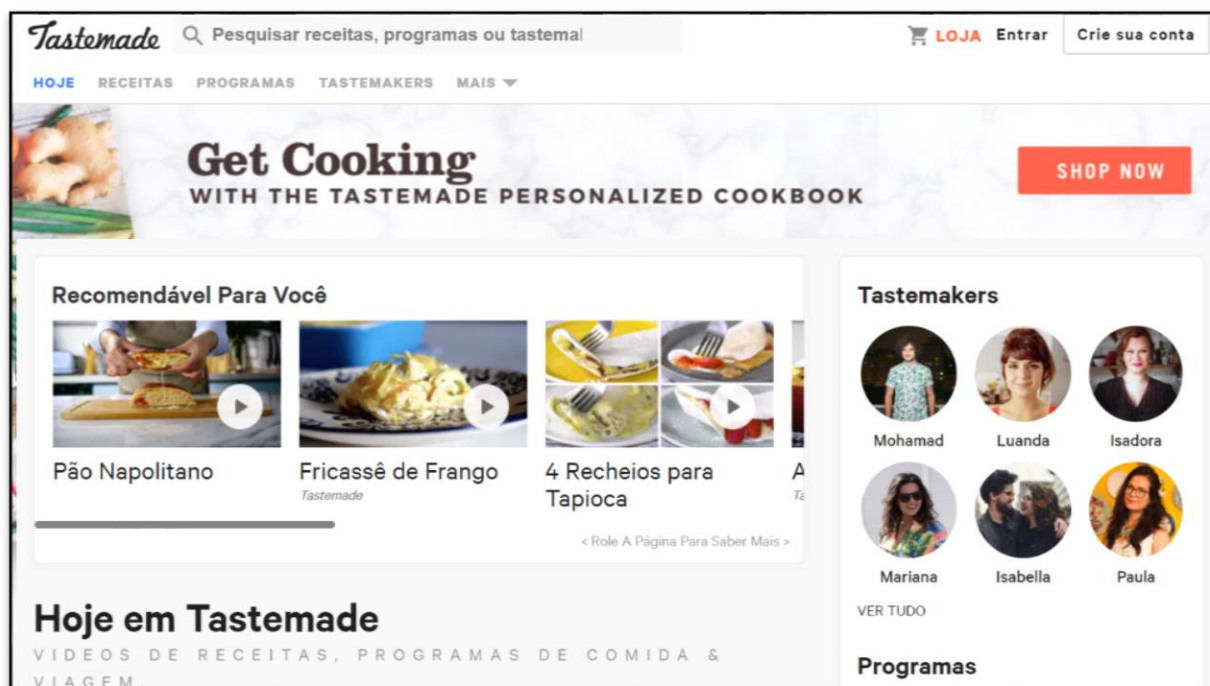 Tastemade
Pesquisar receitas, programas ou tastema
LOJA Entrar Crie sua conta
HOJE RECEITAS PROGRAMAS TASTEMAKERS MAIS
Get Cooking
WITH THE TASTEMADE PERSONALIZED COOKBOOK
SHOP NOW
Recomendável Para Você
Pão Napolitano
Fricassê de Frango
Tastemade
4 Recheios para
Tapioca
A
Ta
< Role A Página Para Saber Mais >
Tastemakers
Mohamad Luanda Isadora
Mariana Isabella Paula
VER TUDO
Programas
Hoje em Tastemade
VIDEOS DE RECEITAS, PROGRAMAS DE COMIDA &
VIAGEM.